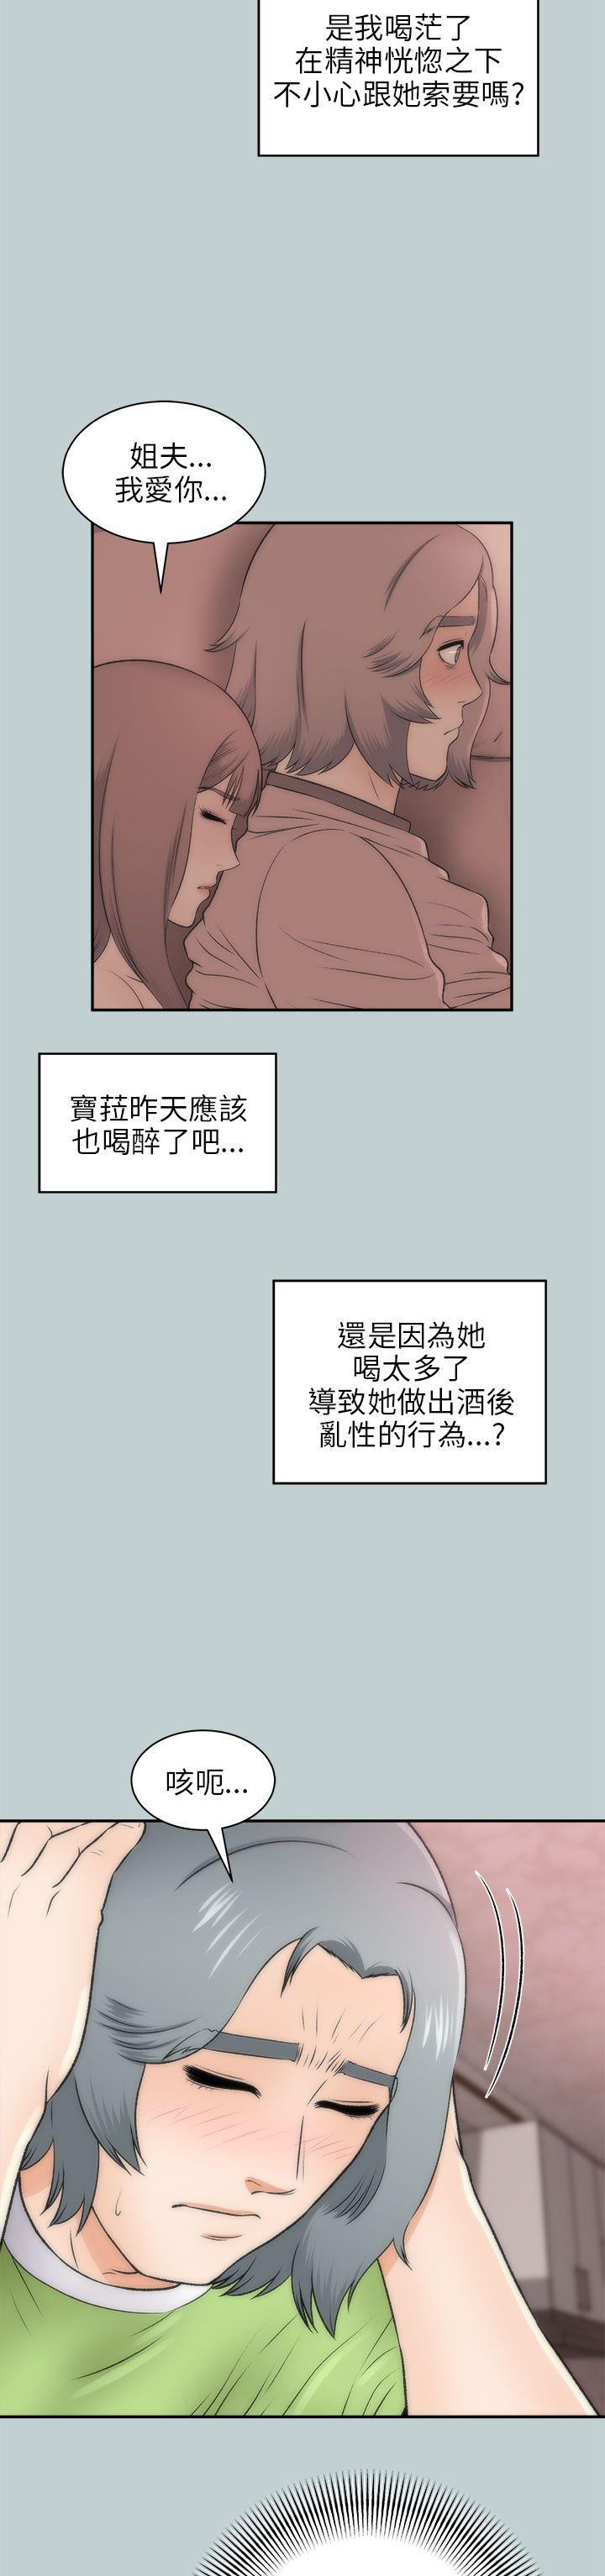 是我喝茫了
在精神恍惚之下
不小心跟她索要嗎?
姐夫...
我愛你...
寶菈昨天應該
也喝醉了吧...
還是因為她
喝太多了
導致她做出酒後
亂性的行為...?
咳呃...